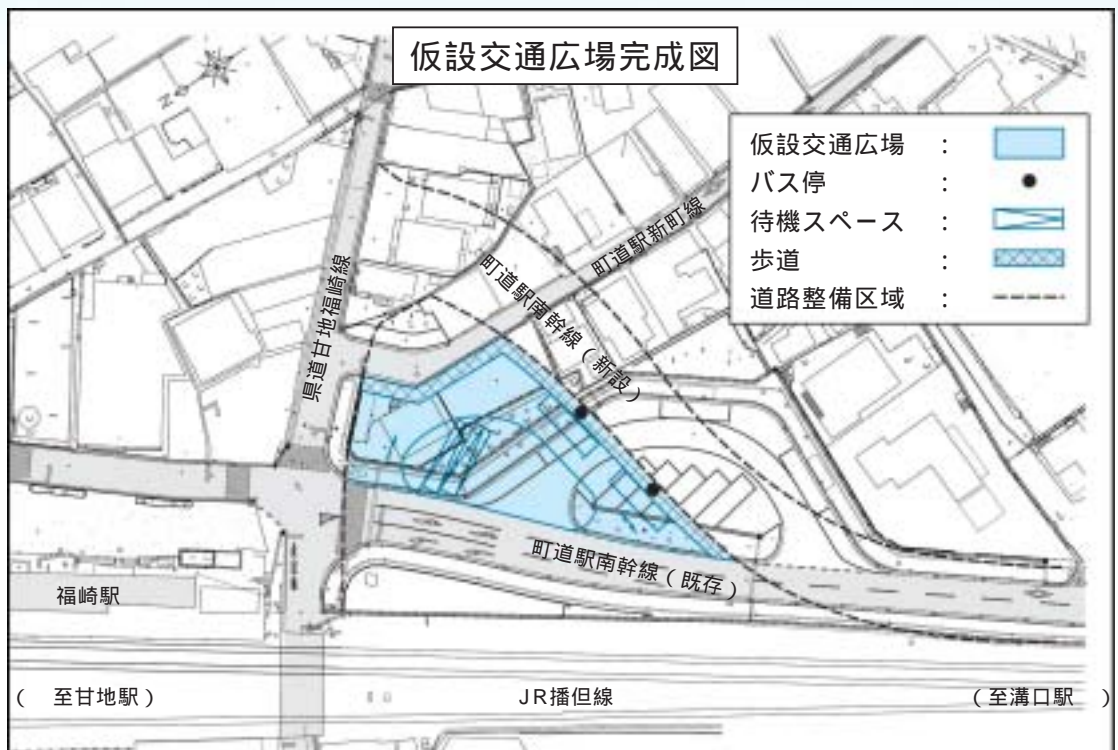 仮設交通広場完成図
N
仮設交通広場 :
バス停 :
待機スペース :
歩道 :
道路整備区域 :
県道甘地福崎線
町道駅新町線
町道駅南幹線(新設)
町道駅南幹線(既存)
福崎駅
( 至甘地駅)
JR播但線
(至溝口駅 )